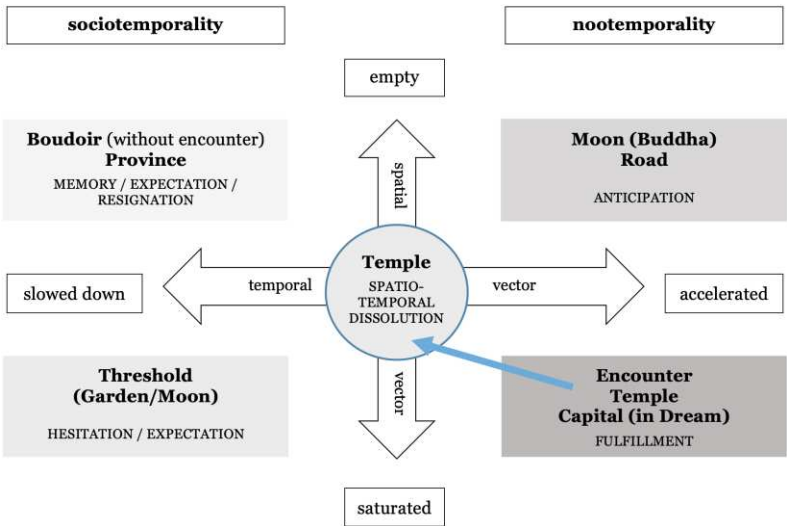 sociotemporality
nootemporality
empty
Boudoir (without encounter)
Province
MEMORY / EXPECTATION /
RESIGNATION
spatial
Moon (Buddha)
Road
ANTICIPATION
slowed down
temporal
Temple
SPATIO-
TEMPORAL
DISSOLUTION
vector
accelerated
Threshold
(Garden/Moon)
HESITATION / EXPECTATION
vector
Encounter
Temple
Capital (in Dream)
FULFILLMENT
saturated